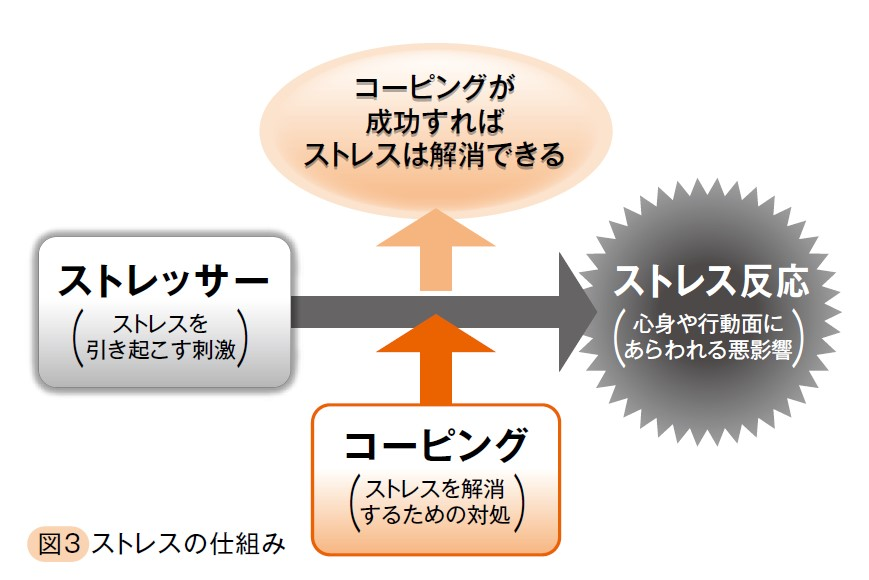 コーピングが
成功すれば
ストレスは解消できる
ストレッサー
(ストレスを
引き起こす刺激)
ストレス反応
(心身や行動面に
あらわれる悪影響)
コーピング
(ストレスを解消
するための対処)
図3 ストレスの仕組み